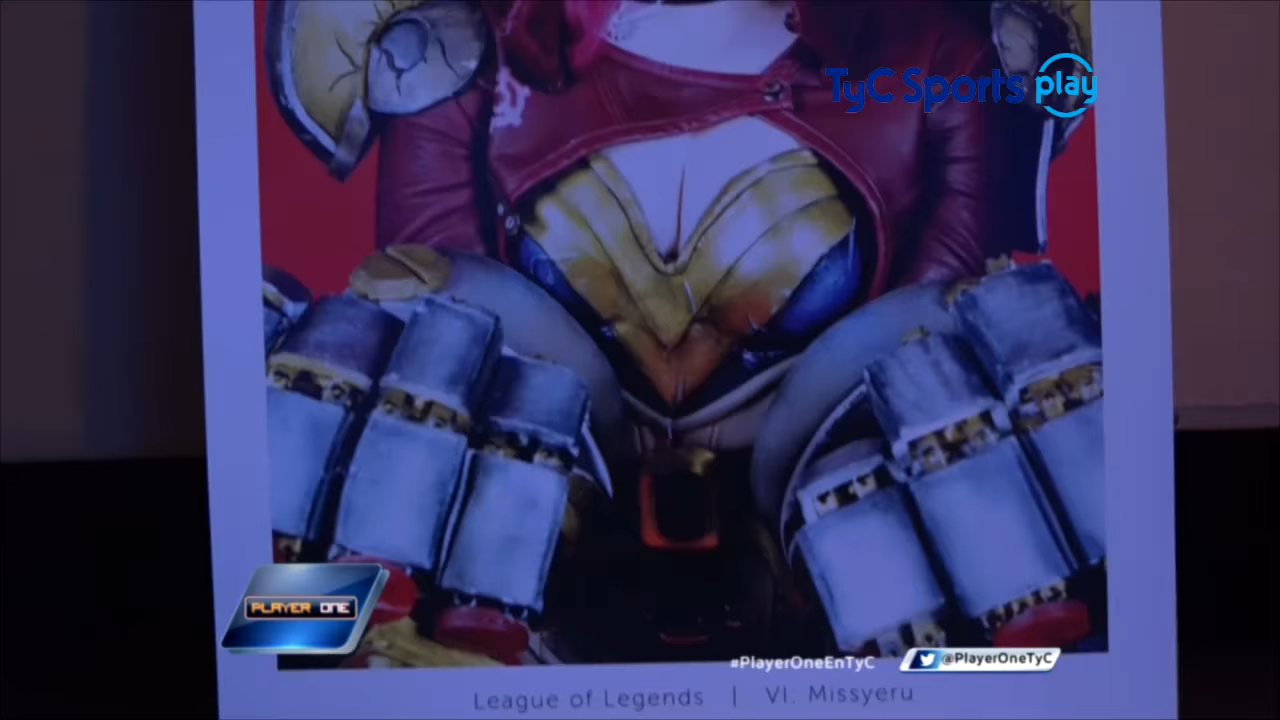 TyC Sports play
PLAYER ONE
#PlayerOneEnTyC
@PlayerOneTyC
League of Legends | VI: Missyeru